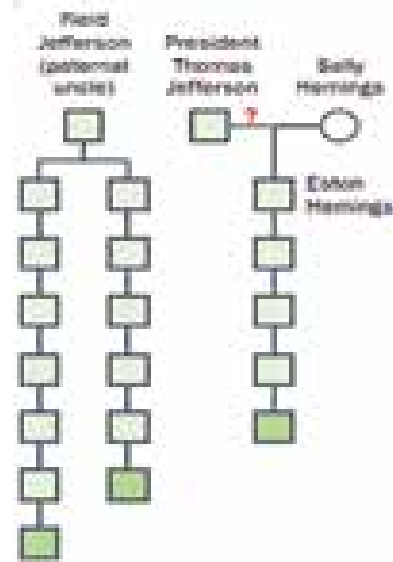 Field
Jefferson
(paternal
uncle)
President
Thomas
Jefferson
?
Sally
Hemings
Eston
Hemings